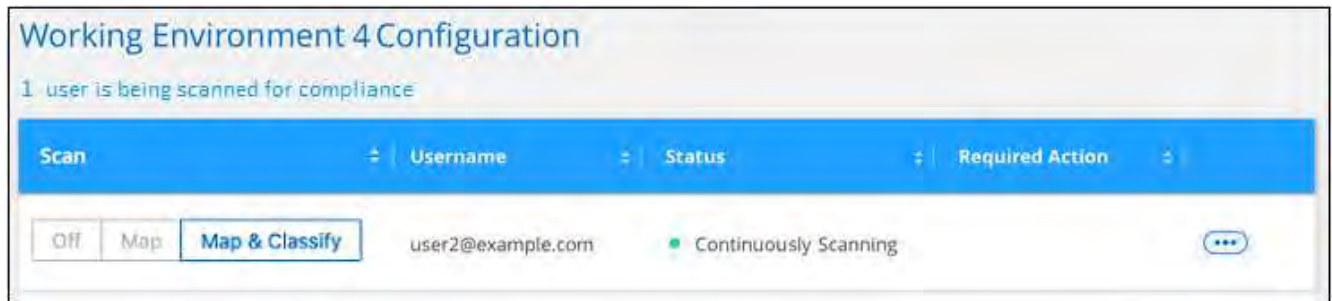 Working Environment 4 Configuration
1 user is being scanned for compliance
Scan Username Status Required Action
Off Map Map & Classify user2@example.com Continuously Scanning